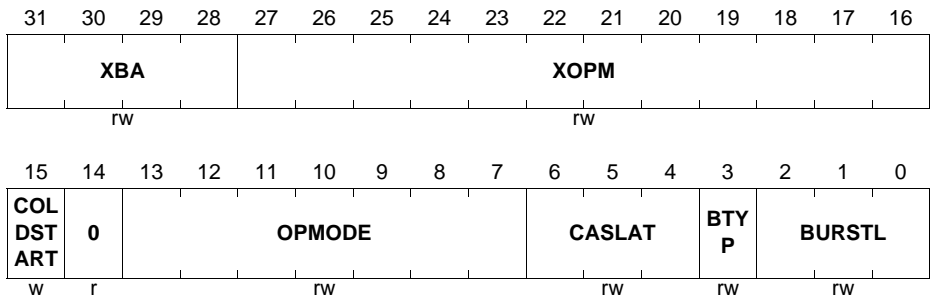 31 30 29 28 27 26 25 24 23 22 21 20 19 18 17 16
XBA XOPM
rw rw
15 14 13 12 11 10 9 8 7 6 5 4 3 2 1 0
COL
DST
ART
0
OPMODE
CASLAT
BTY
P
BURSTL
w r rw rw rw rw